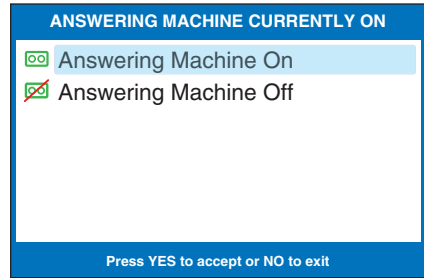 ANSWERING MACHINE CURRENTLY ON
Answering Machine On
Answering Machine Off
Press YES to accept or NO to exit